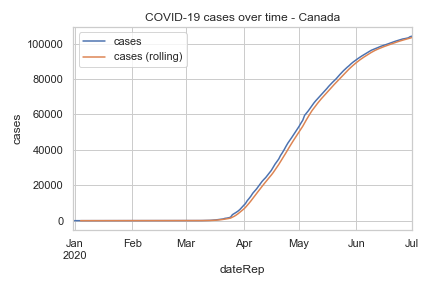 COVID-19 cases over time - Canada
cases
cases (rolling)
100000
80000
60000
40000
20000
0
cases
Jan Feb Mar Apr May Jun Jul
2020
dateRep